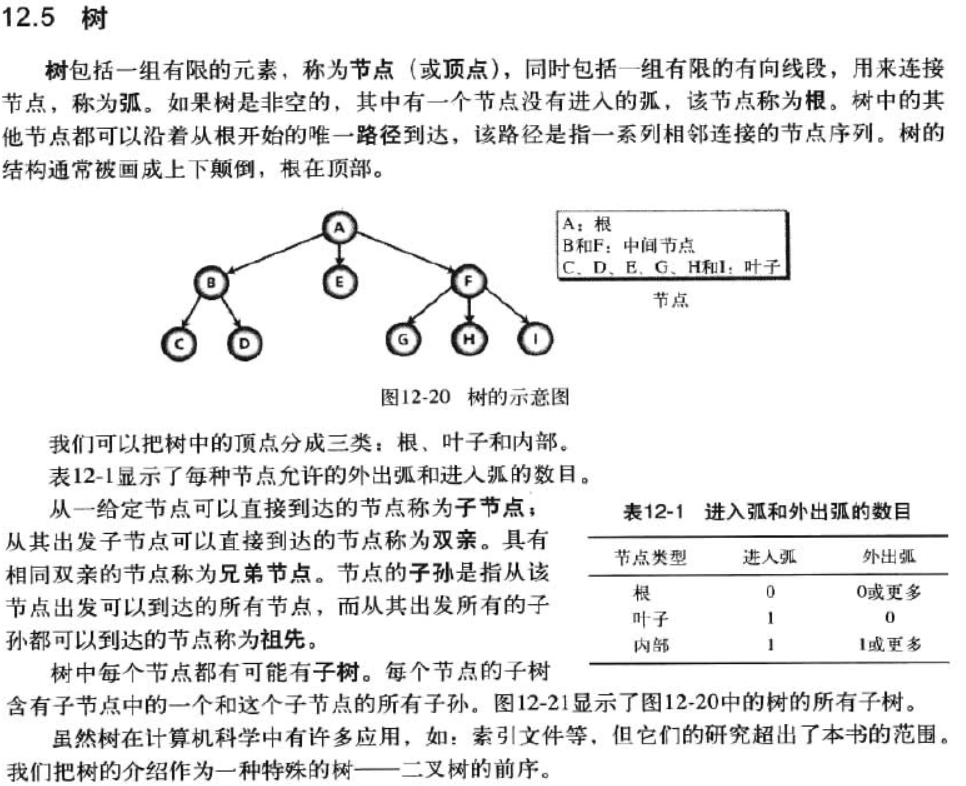 12.5 树
树包括一组有限的元素，称为节点（或顶点），同时包括一组有限的有向线段，用来连接
节点，称为弧。如果树是非空的，其中有一个节点没有进入的弧，该节点称为根。树中的其
他节点都可以沿着从根开始的唯一路径到达，该路径是指一系列相邻连接的节点序列。树的
结构通常被画成上下颠倒，根在顶部。
A
B
E
F
C
D
G
H
I
A：根
B和F：中间节点
C、D、E、G、H和I：叶子
节点
图12-20 树的示意图
我们可以把树中的顶点分成三类：根、叶子和内部。
表12-1显示了每种节点允许的外出弧和进入弧的数目。
从一给定节点可以直接到达的节点称为子节点；
从其出发子节点可以直接到达的节点称为双亲。具有
相同双亲的节点称为兄弟节点。节点的子孙是指从该
节点出发可以到达的所有节点，而从其出发所有的子
孙都可以到达的节点称为祖先。
表12-1 进入弧和外出弧的数目
节点类型 进入弧 外出弧
根 0 0或更多
叶子 1 0
内部 1 1或更多
树中每个节点都有可能有子树。每个节点的子树
含有子节点中的一个和这个子节点的所有子孙。图12-21显示了图12-20中的树的所有子树。
虽然树在计算机科学中有许多应用，如：索引文件等，但它们的研究超出了本书的范围。
我们把树的介绍作为一种特殊的树——二叉树的前序。